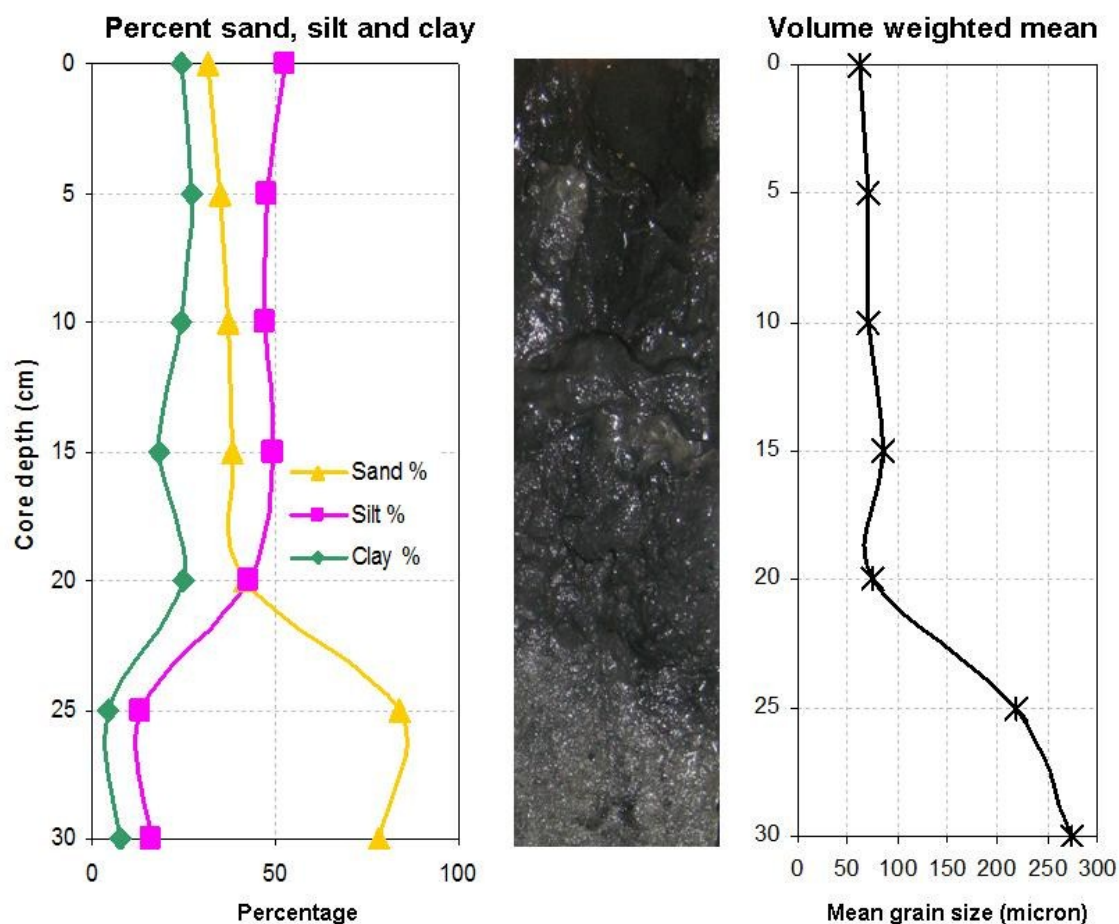 Percent sand, silt and clay
0
5
10
15
20
25
30
Core depth (cm)
Sand %
Silt %
Clay %
0 50 100
Percentage
Volume weighted mean
0
5
10
15
20
25
30
0 50 100 150 200 250 300
Mean grain size (micron)